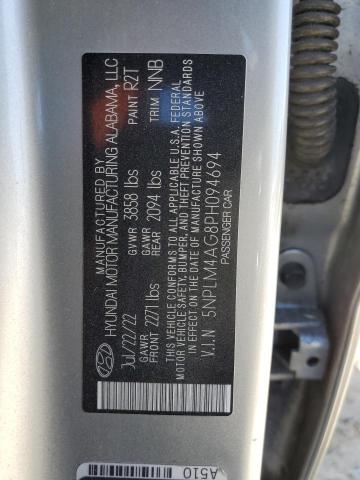 MANUFACTURED BY
HYUNDAI MOTOR MANUFACTURING ALABAMA, LLC
Jul/22/22 GVWR 3858 lbs PAINT R2T
GAWR FRONT 2271 lbs GAWR REAR 2094 lbs TRIM NNB
THIS VEHICLE CONFORMS TO ALL APPLICABLE U.S.A. FEDERAL
MOTOR VEHICLE SAFETY, BUMPER, AND THEFT PREVENTION STANDARDS
IN EFFECT ON THE DATE OF MANUFACTURE SHOWN ABOVE
V.I.N 5NPLM4AG8PH094694
PASSENGER CAR
A510